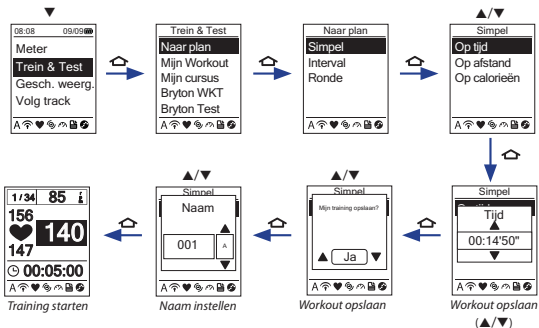 ▼
08:08 09/09
Meter
Trein & Test
Gesch. weerg.
Volg track
Trein & Test
Naar plan
Mijn Workout
Mijn cursus
Bryton WKT
Bryton Test
Naar plan
Simpel
Interval
Ronde
▲/▼
Simpel
Op tijd
Op afstand
Op calorieën
1/34 85
156
140
147
00:05:00
Training starten
▲/▼
Simpel
Naam
▲
001 A
▼
Naam instellen
▲/▼
Simpel
Mijn training opslaan?
▲ Ja ▼
Workout opslaan
Simpel
Tijd
▲
00:14'50"
▼
Workout opslaan
(▲/▼)